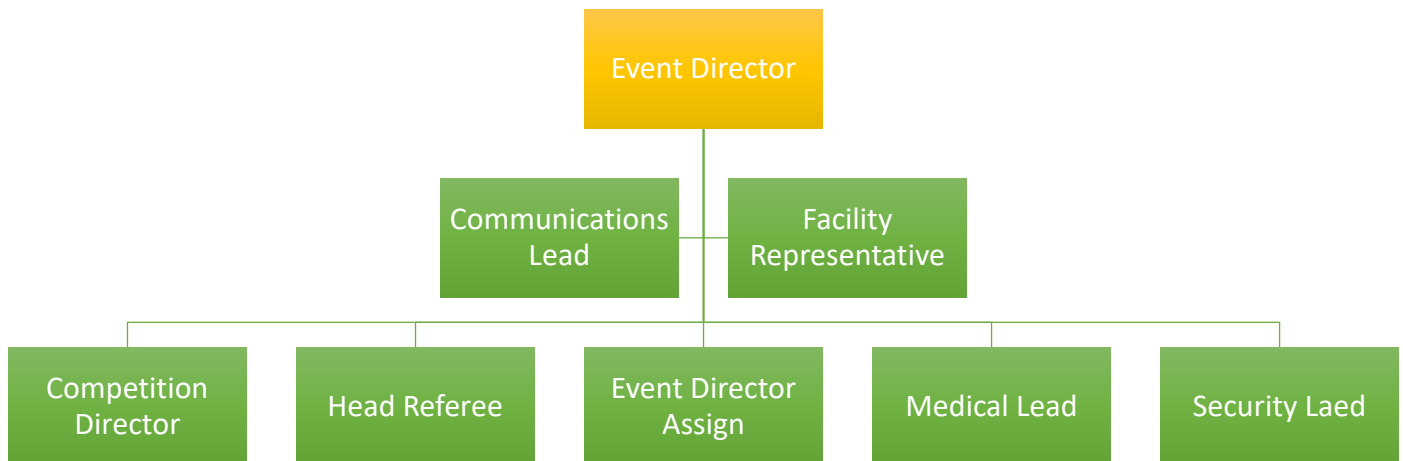 Event Director
Communications
Lead
Facility
Representative
Competition
Director
Head Referee
Event Director
Assign
Medical Lead
Security Laed